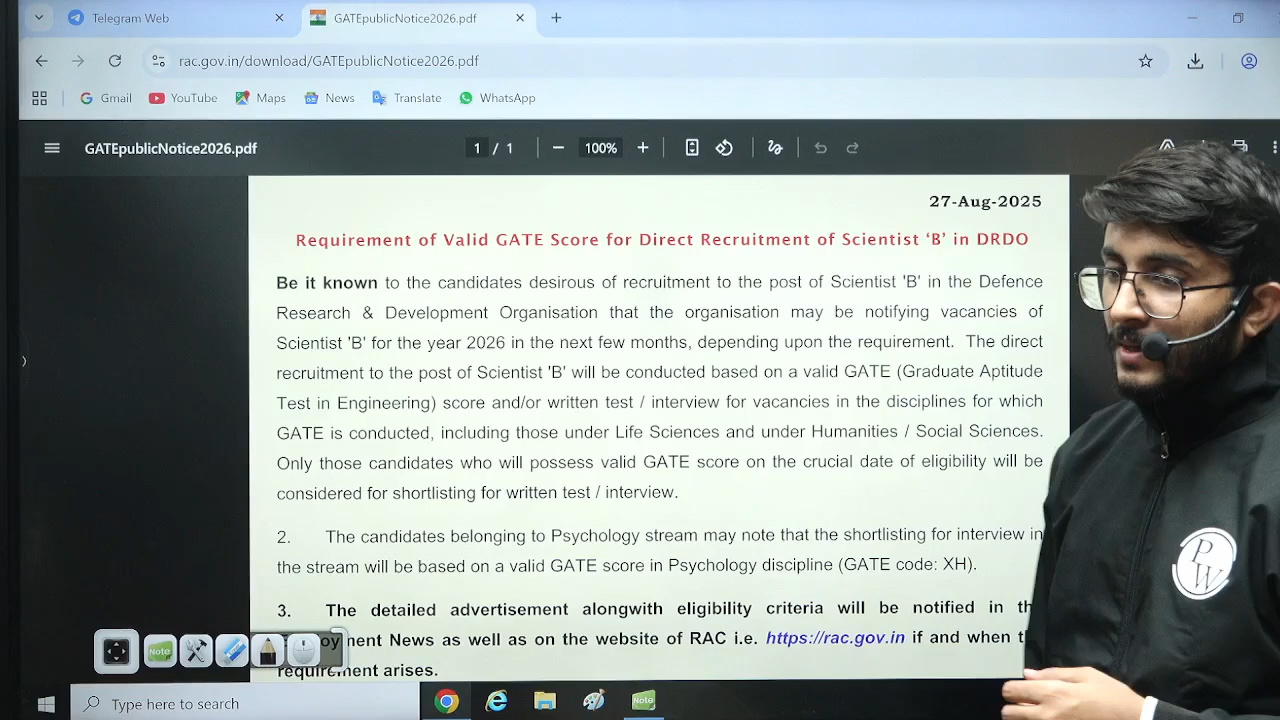 Telegram Web
GATEpublicNotice2026.pdf
rac.gov.in/download/GATEpublicNotice2026.pdf
Gmail YouTube Maps News Translate WhatsApp
GATEpublicNotice2026.pdf 1 / 1 100%
27-Aug-2025
Requirement of Valid GATE Score for Direct Recruitment of Scientist ‘B’ in DRDO
Be it known to the candidates desirous of recruitment to the post of Scientist 'B' in the Defence
Research & Development Organisation that the organisation may be notifying vacancies of
Scientist 'B' for the year 2026 in the next few months, depending upon the requirement. The direct
recruitment to the post of Scientist 'B' will be conducted based on a valid GATE (Graduate Aptitude
Test in Engineering) score and/or written test / interview for vacancies in the disciplines for which
GATE is conducted, including those under Life Sciences and under Humanities / Social Sciences.
Only those candidates who will possess valid GATE score on the crucial date of eligibility will be
considered for shortlisting for written test / interview.
2. The candidates belonging to Psychology stream may note that the shortlisting for interview in
the stream will be based on a valid GATE score in Psychology discipline (GATE code: XH).
3. The detailed advertisement alongwith eligibility criteria will be notified in
News as well as on the website of RAC i.e. https://rac.gov.in if and when
requirement arises.
Note
Type here to search
Note
P
W